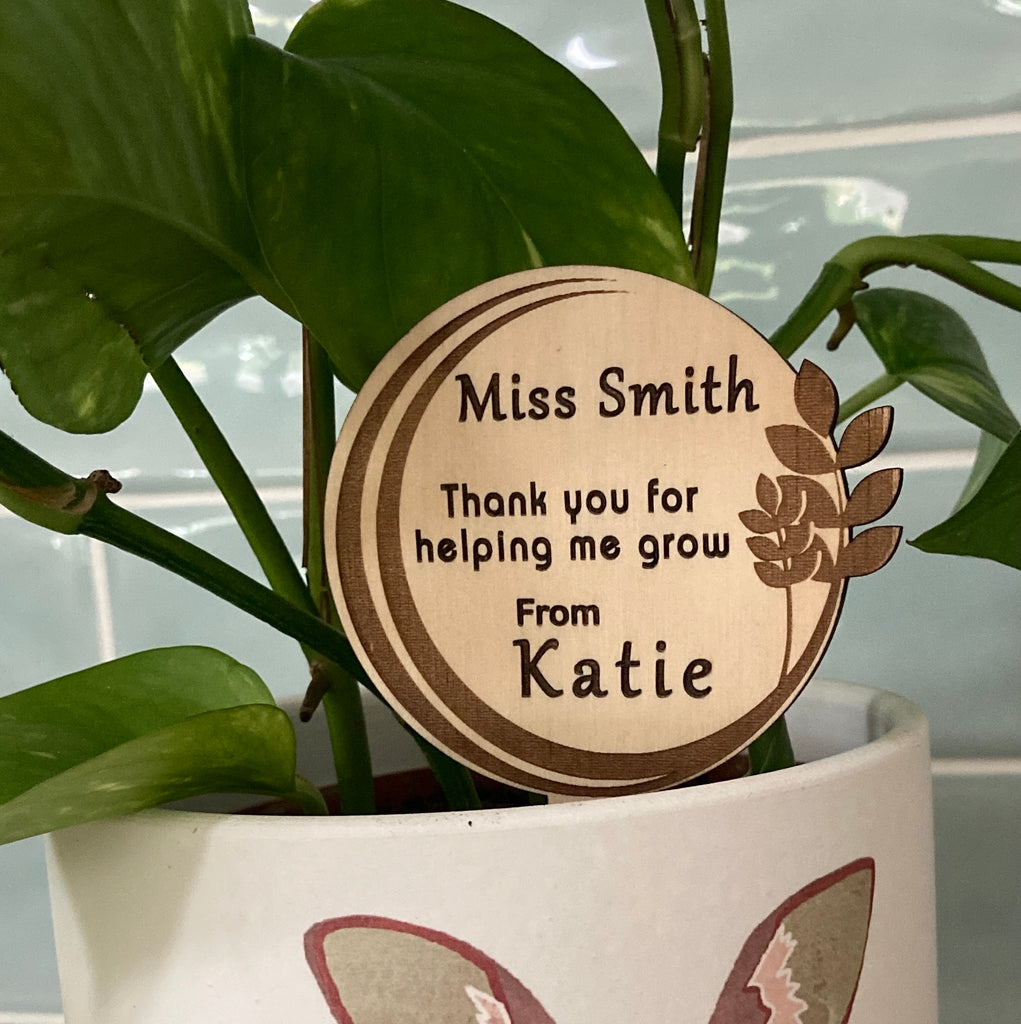 Miss Smith
Thank you for
helping me grow
From
Katie